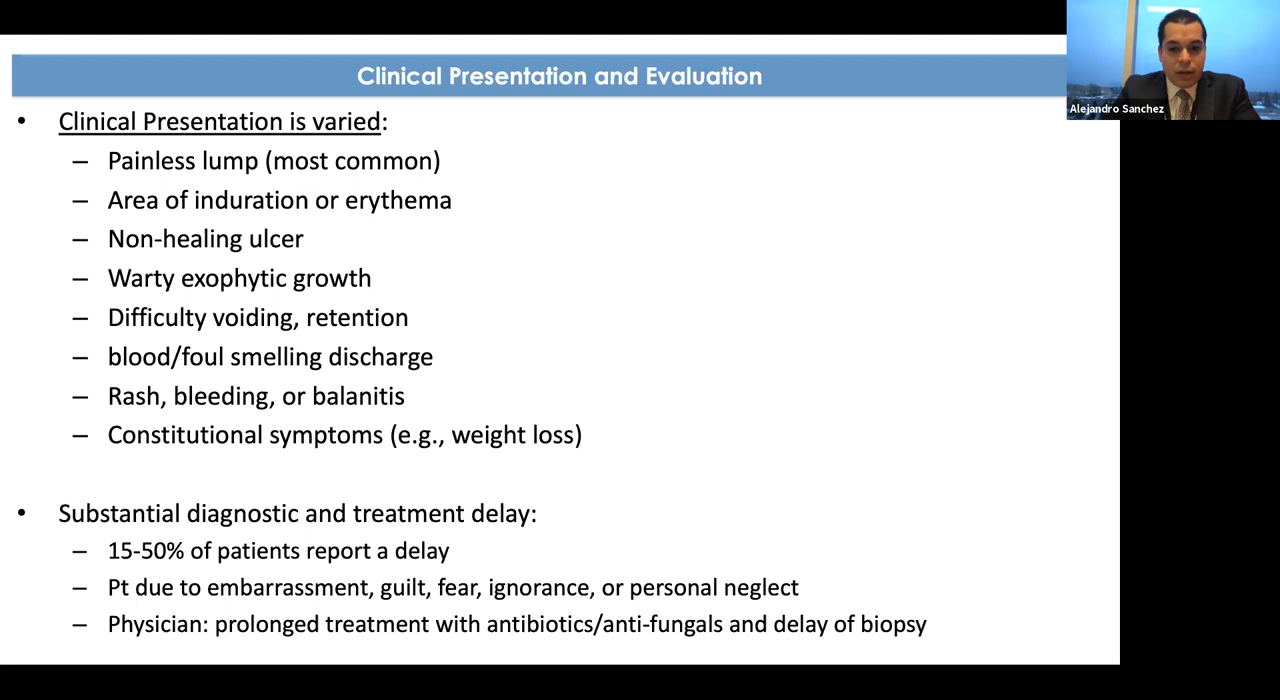 Clinical Presentation and Evaluation
Alejandro Sanchez
• Clinical Presentation is varied:
– Painless lump (most common)
– Area of induration or erythema
– Non-healing ulcer
– Warty exophytic growth
– Difficulty voiding, retention
– blood/foul smelling discharge
– Rash, bleeding, or balanitis
– Constitutional symptoms (e.g., weight loss)
• Substantial diagnostic and treatment delay:
– 15-50% of patients report a delay
– Pt due to embarrassment, guilt, fear, ignorance, or personal neglect
– Physician: prolonged treatment with antibiotics/anti-fungals and delay of biopsy